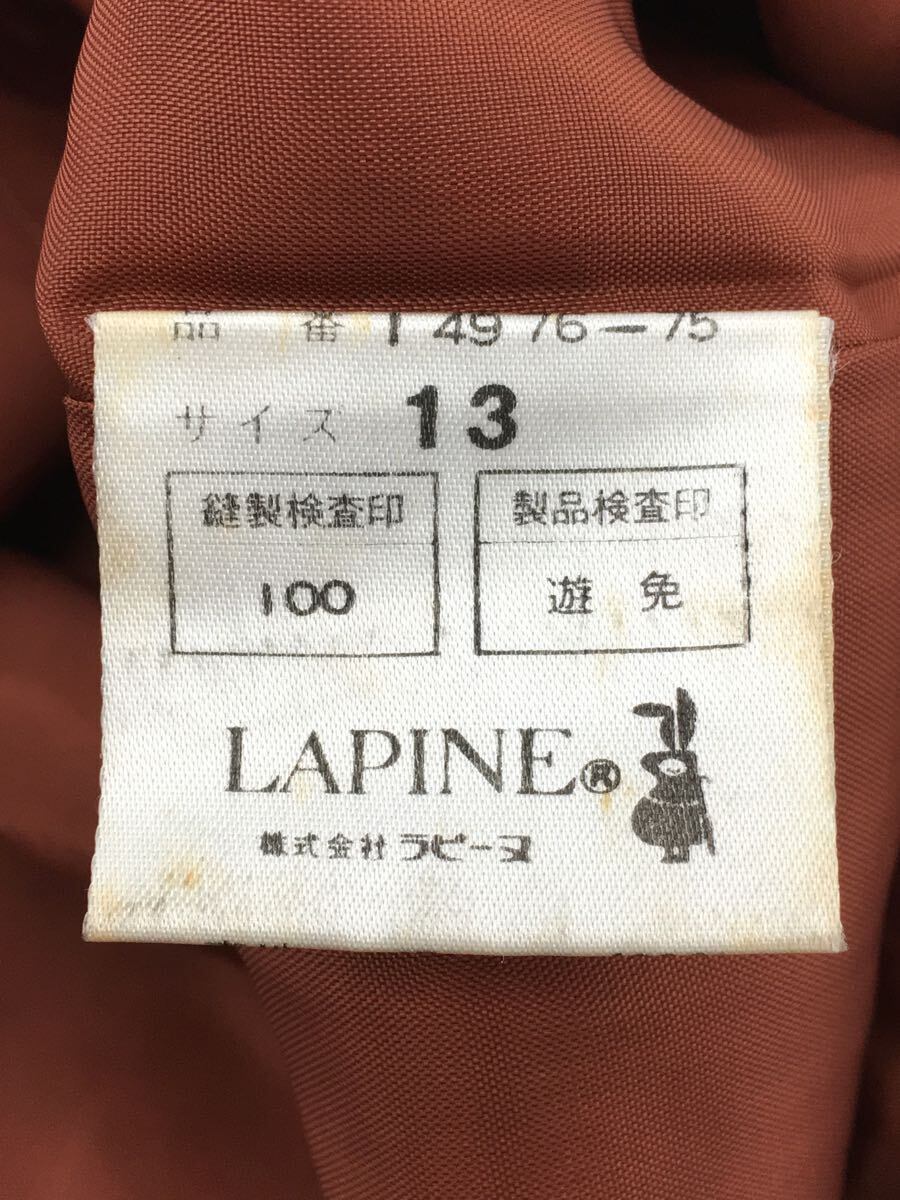 品 番 I 4976-75
サイズ 13
縫製検査印 製品検査印
100 遊免
LAPINE®
株式会社ラピーヌ